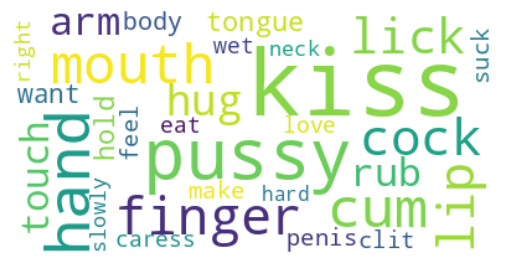 arm
body
tongue
lick
right
wet
neck
kiss
suck
mouth
want
hug
hold
touch
hand
feel
eat
love
cock
pussy
rub
lip
slowly
make
hard
cum
finger
caress
penis
clit